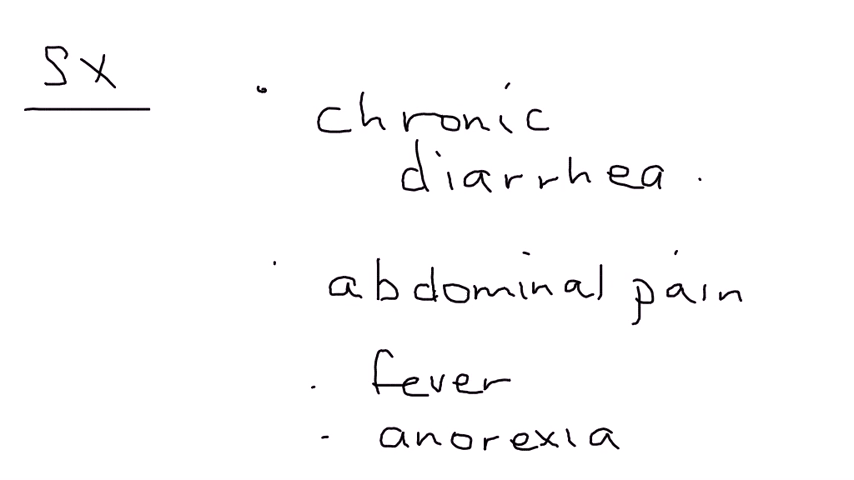 SX
• chronic
diarrhea.
• abdominal pain
• fever
• anorexia